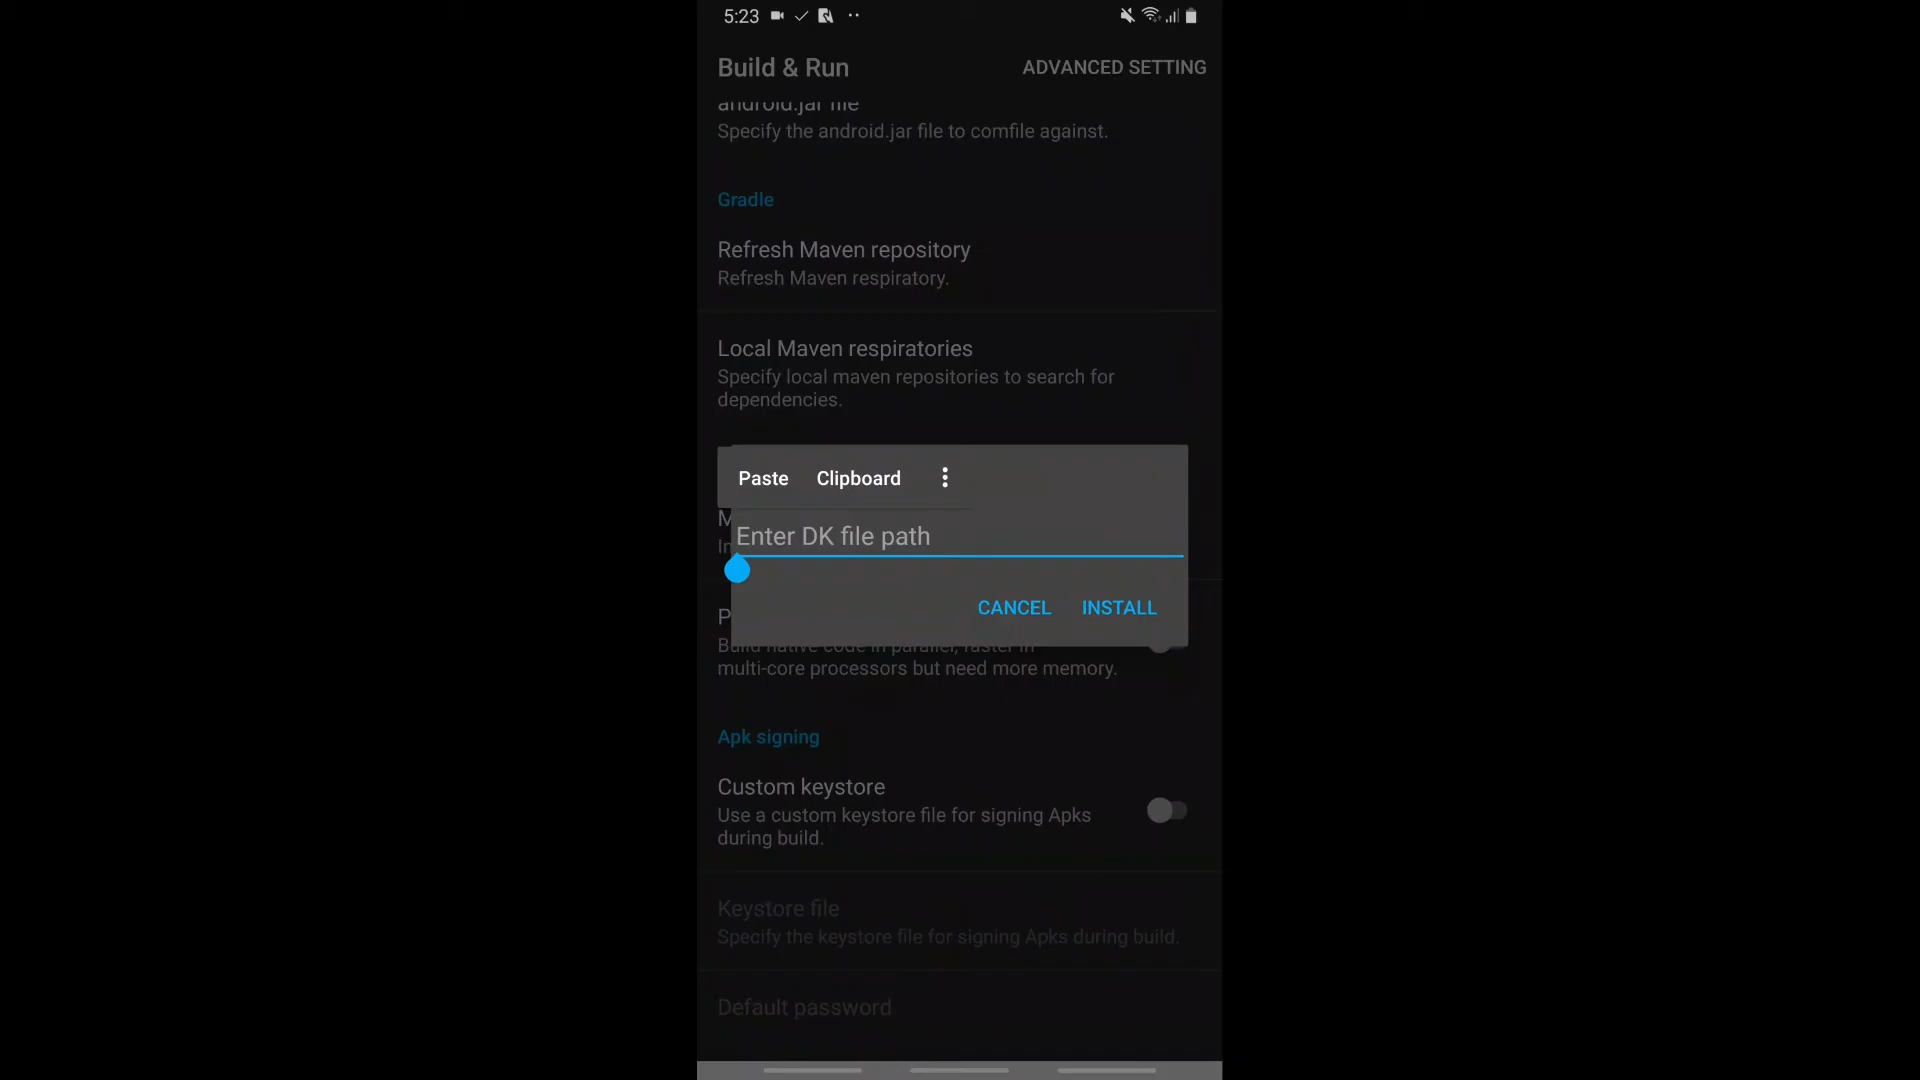 5:23
Build & Run
ADVANCED SETTING
android.jar file
Specify the android.jar file to comfile against.
Gradle
Refresh Maven repository
Refresh Maven respiratory.
Local Maven respiratories
Specify local maven repositories to search for
dependencies.
Paste Clipboard
M
In
Enter DK file path
CANCEL INSTALL
P
Build native code in parallel, faster in
multi-core processors but need more memory.
Apk signing
Custom keystore
Use a custom keystore file for signing Apks
during build.
Keystore file
Specify the keystore file for signing Apks during build.
Default password